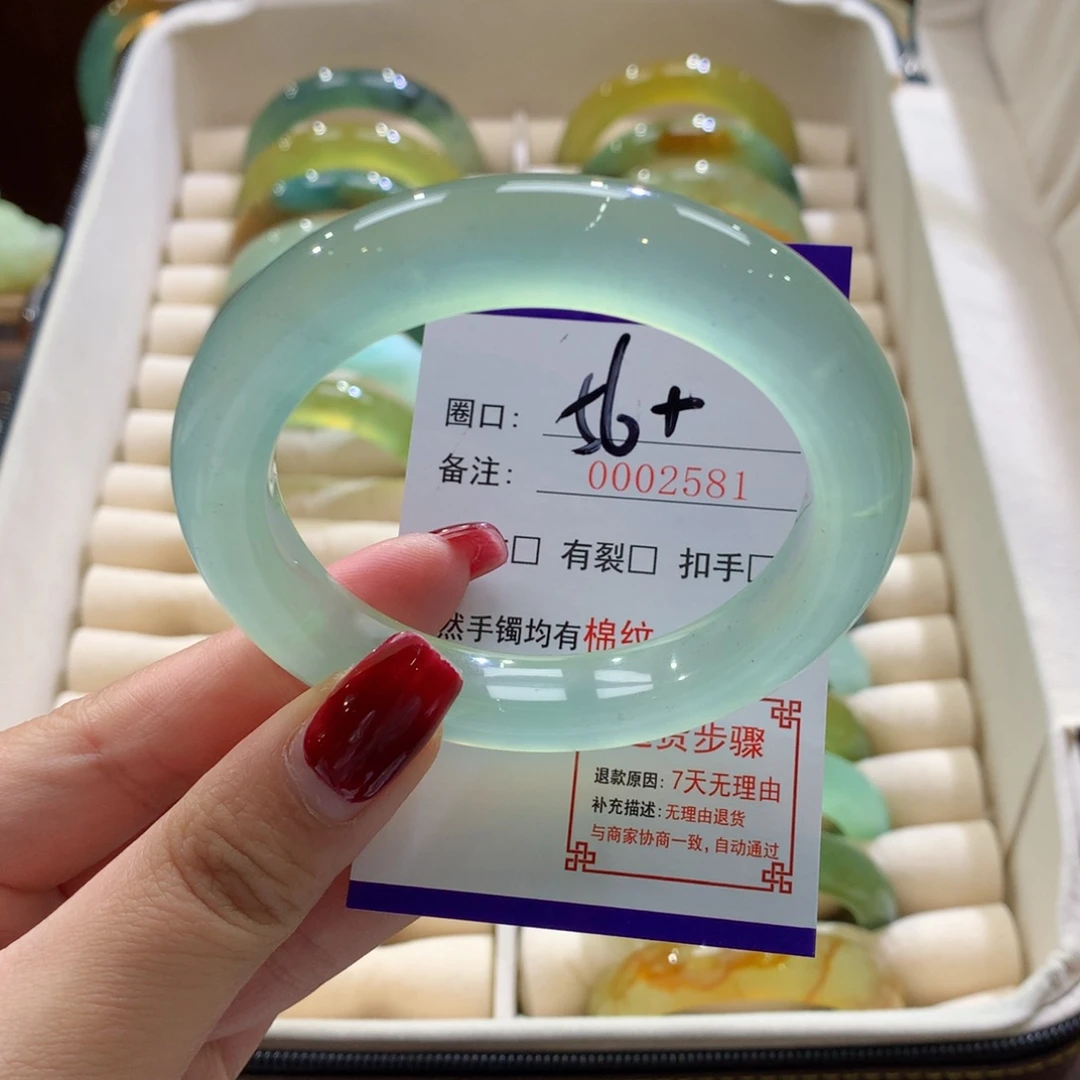 圈口: 56+
备注: 0002581
□ 有裂□ 扣手□
然手镯均有棉纹
货步骤
退款原因: 7天无理由
补充描述: 无理由退货
与商家协商一致, 自动通过